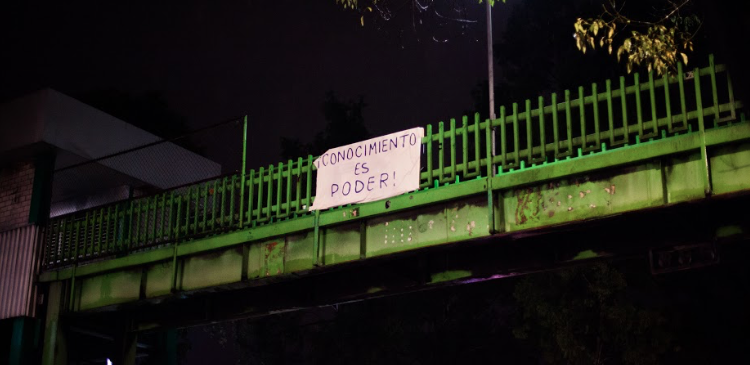 ¡CONOCIMIENTO
ES
PODER!